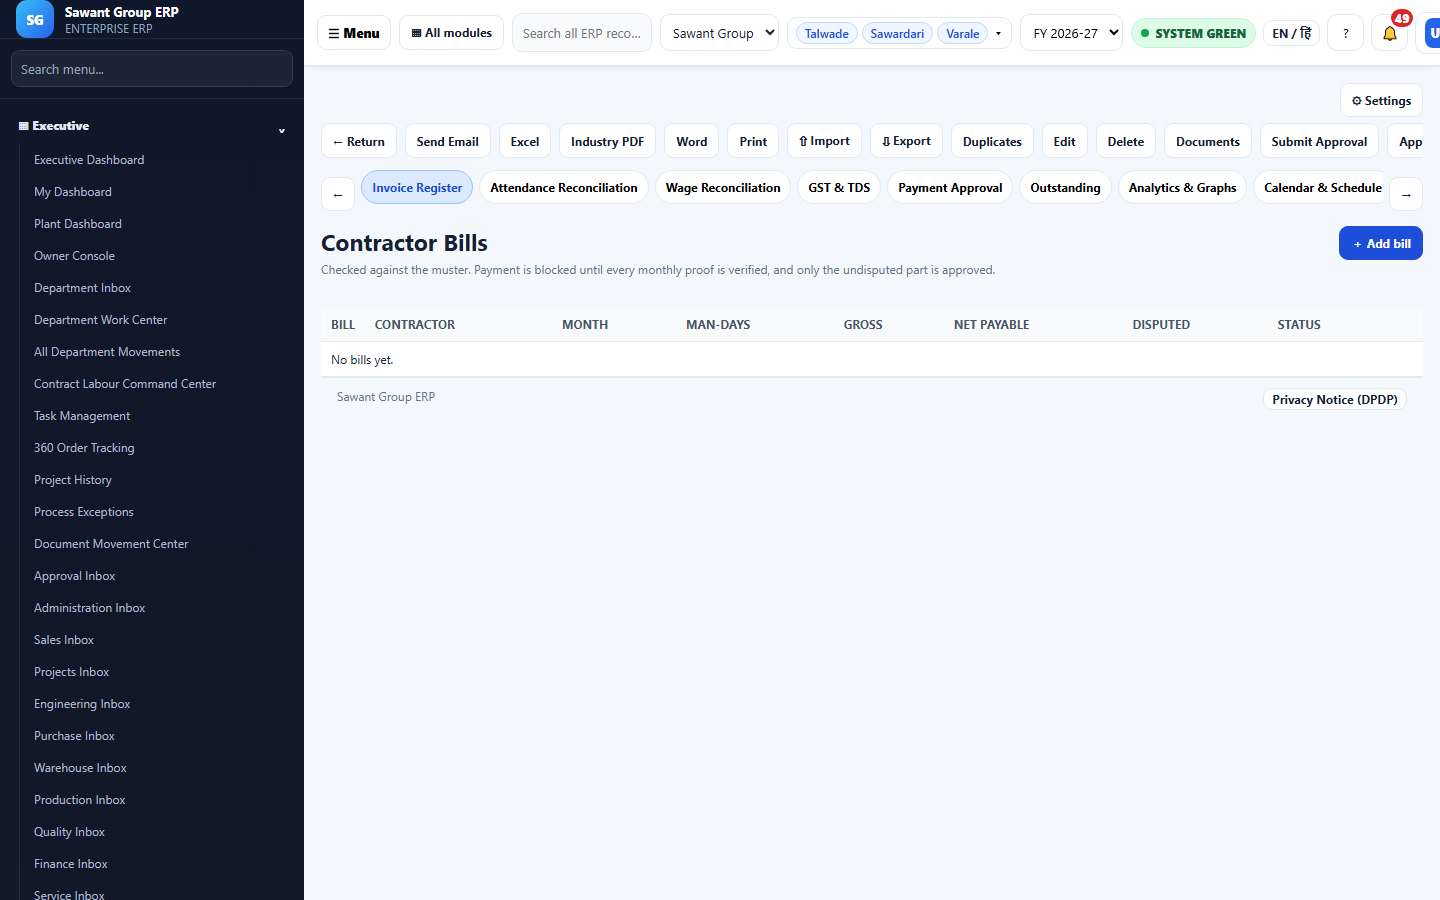 SG
Sawant Group ERP
ENTERPRISE ERP
Search menu...
Executive
Executive Dashboard
My Dashboard
Plant Dashboard
Owner Console
Department Inbox
Department Work Center
All Department Movements
Contract Labour Command Center
Task Management
360 Order Tracking
Project History
Process Exceptions
Document Movement Center
Approval Inbox
Administration Inbox
Sales Inbox
Projects Inbox
Engineering Inbox
Purchase Inbox
Warehouse Inbox
Production Inbox
Quality Inbox
Finance Inbox
Service Inbox
☰ Menu
All modules
Search all ERP reco...
Sawant Group
Talwade Sawardari Varale
FY 2026-27
SYSTEM GREEN
EN / हिं
?
49
U
⚙ Settings
← Return
Send Email
Excel
Industry PDF
Word
Print
⇧ Import
⇩ Export
Duplicates
Edit
Delete
Documents
Submit Approval
App
←
Invoice Register
Attendance Reconciliation
Wage Reconciliation
GST & TDS
Payment Approval
Outstanding
Analytics & Graphs
Calendar & Schedule
→
Contractor Bills
+ Add bill
Checked against the muster. Payment is blocked until every monthly proof is verified, and only the undisputed part is approved.
BILL CONTRACTOR MONTH MAN-DAYS GROSS NET PAYABLE DISPUTED STATUS
No bills yet.
Sawant Group ERP
Privacy Notice (DPDP)